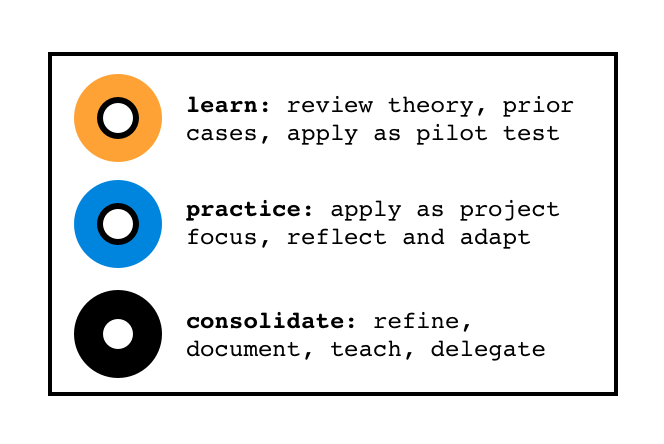 learn: review theory, prior
cases, apply as pilot test
practice: apply as project
focus, reflect and adapt
consolidate: refine,
document, teach, delegate